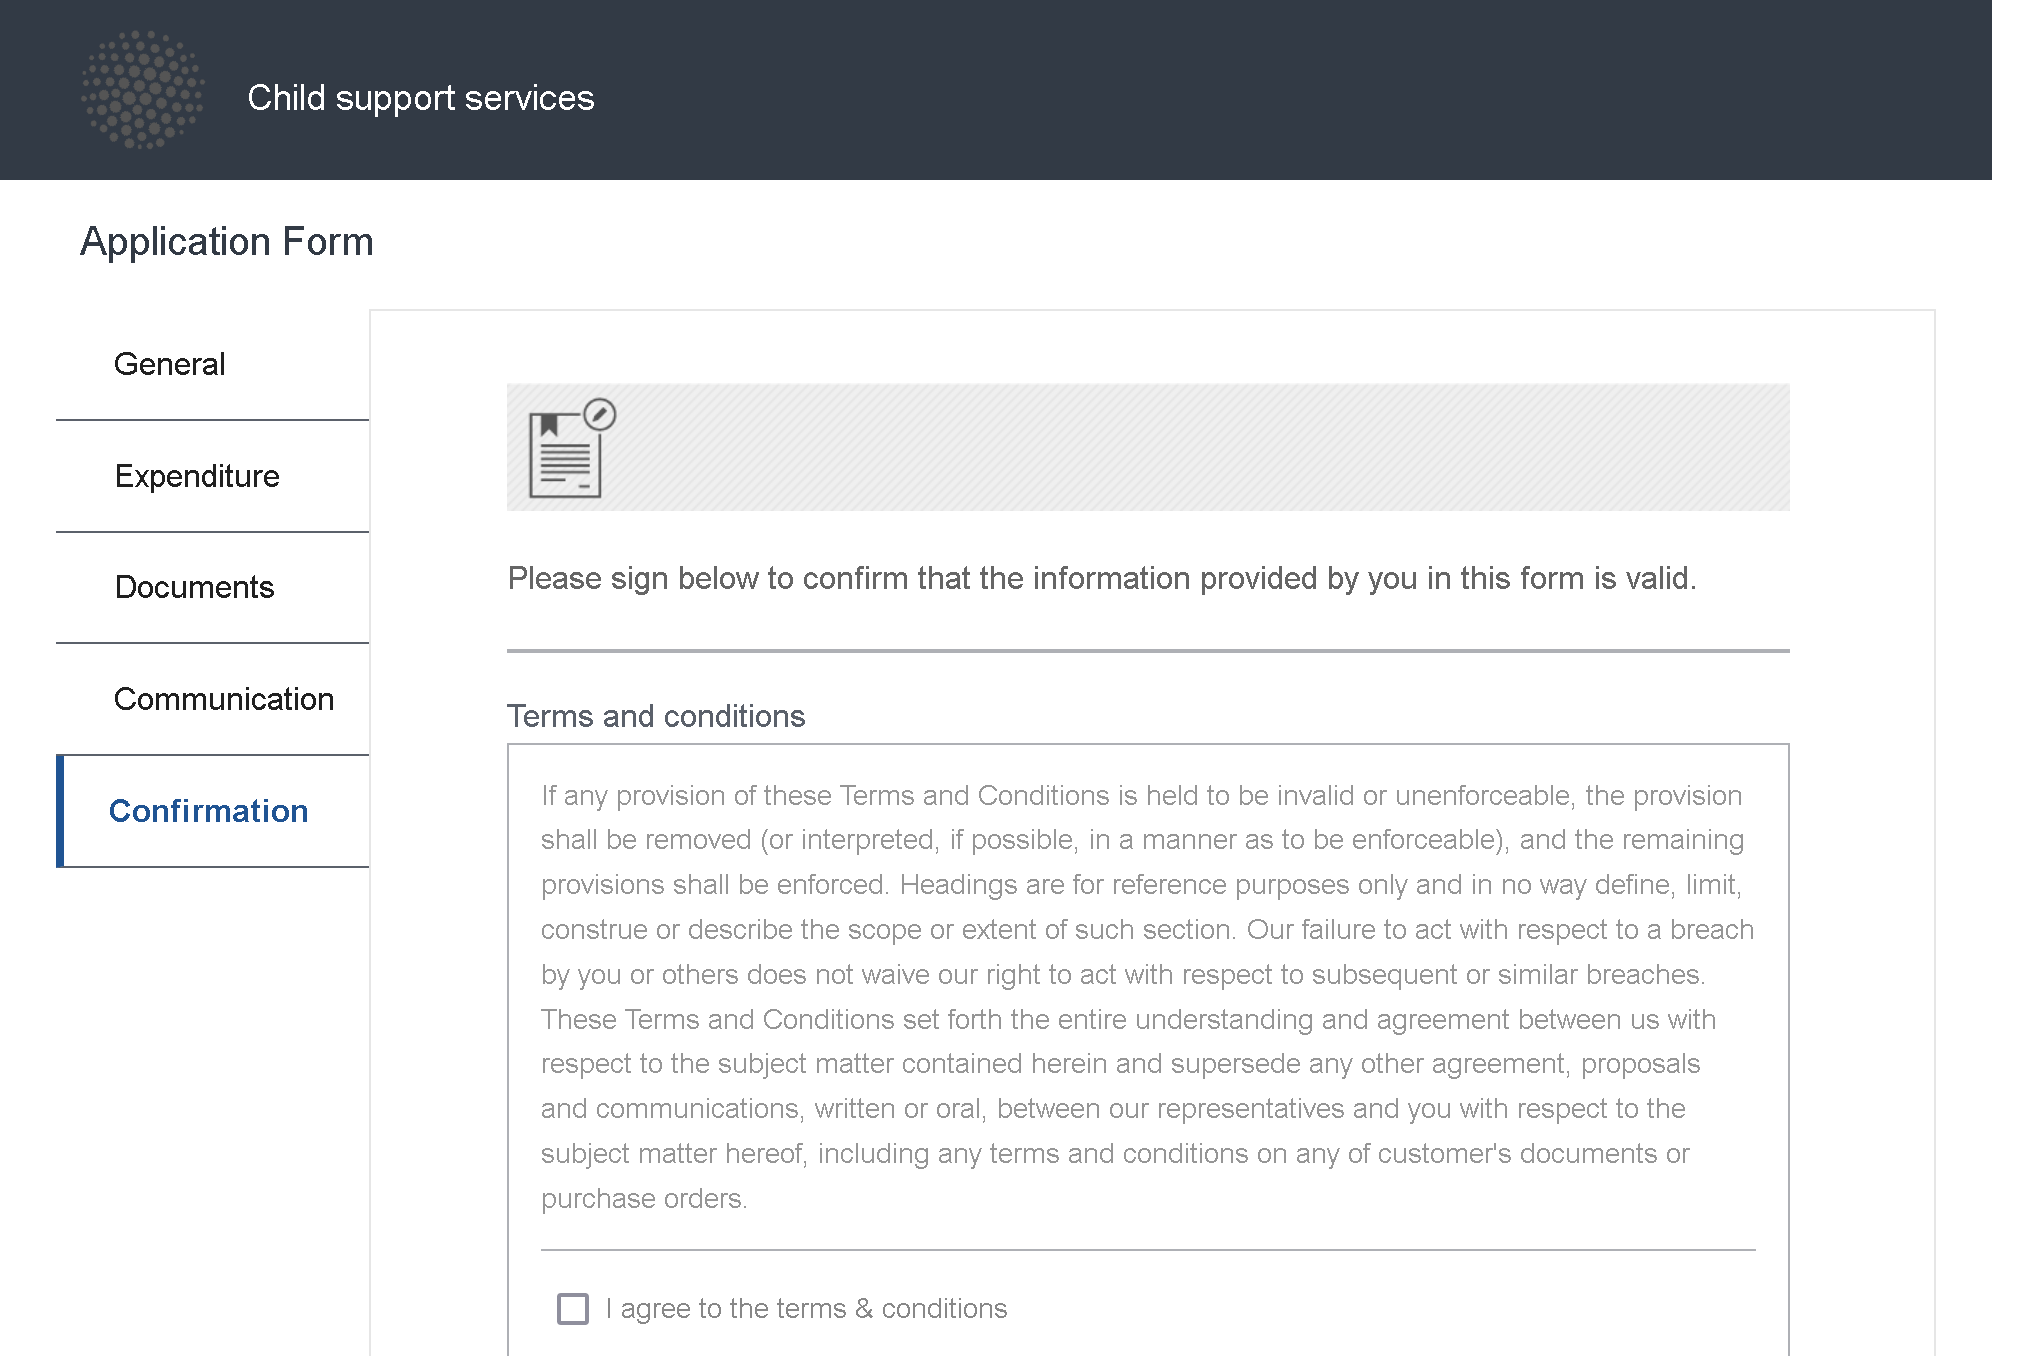 Child support services
Application Form
General
Expenditure
Documents
Communication
Confirmation
Please sign below to confirm that the information provided by you in this form is valid.
Terms and conditions
If any provision of these Terms and Conditions is held to be invalid or unenforceable, the provision
shall be removed (or interpreted, if possible, in a manner as to be enforceable), and the remaining
provisions shall be enforced. Headings are for reference purposes only and in no way define, limit,
construe or describe the scope or extent of such section. Our failure to act with respect to a breach
by you or others does not waive our right to act with respect to subsequent or similar breaches.
These Terms and Conditions set forth the entire understanding and agreement between us with
respect to the subject matter contained herein and supersede any other agreement, proposals
and communications, written or oral, between our representatives and you with respect to the
subject matter hereof, including any terms and conditions on any of customer's documents or
purchase orders.
I agree to the terms & conditions